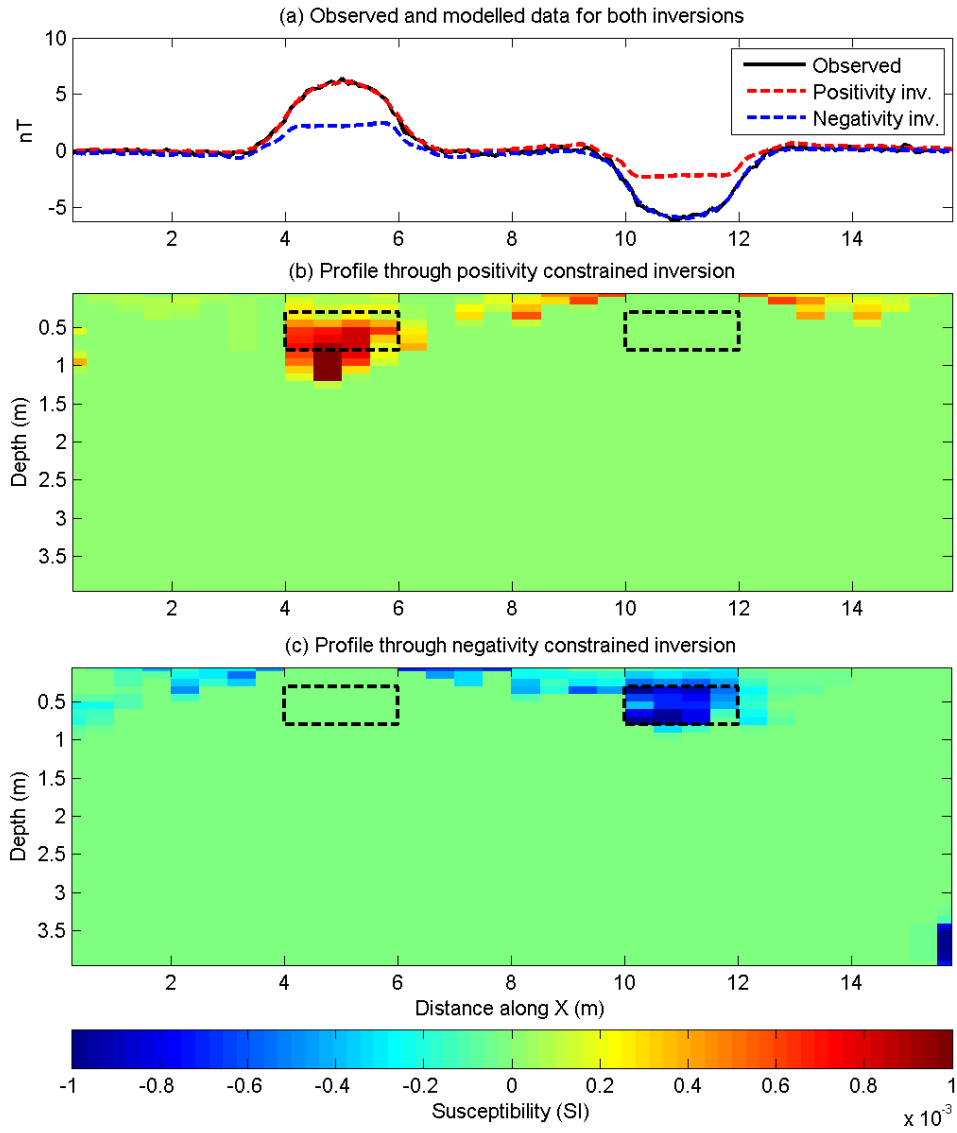 (a) Observed and modelled data for both inversions
10
5
0
-5
nT
Observed
Positivity inv.
Negativity inv.
2 4 6 8 10 12 14
(b) Profile through positivity constrained inversion
0.5
1
1.5
2
2.5
3
3.5
Depth (m)
2 4 6 8 10 12 14
(c) Profile through negativity constrained inversion
0.5
1
1.5
2
2.5
3
3.5
Depth (m)
2 4 6 8 10 12 14
Distance along X (m)
-1 -0.8 -0.6 -0.4 -0.2 0 0.2 0.4 0.6 0.8 1
Susceptibility (SI)
x 10⁻³